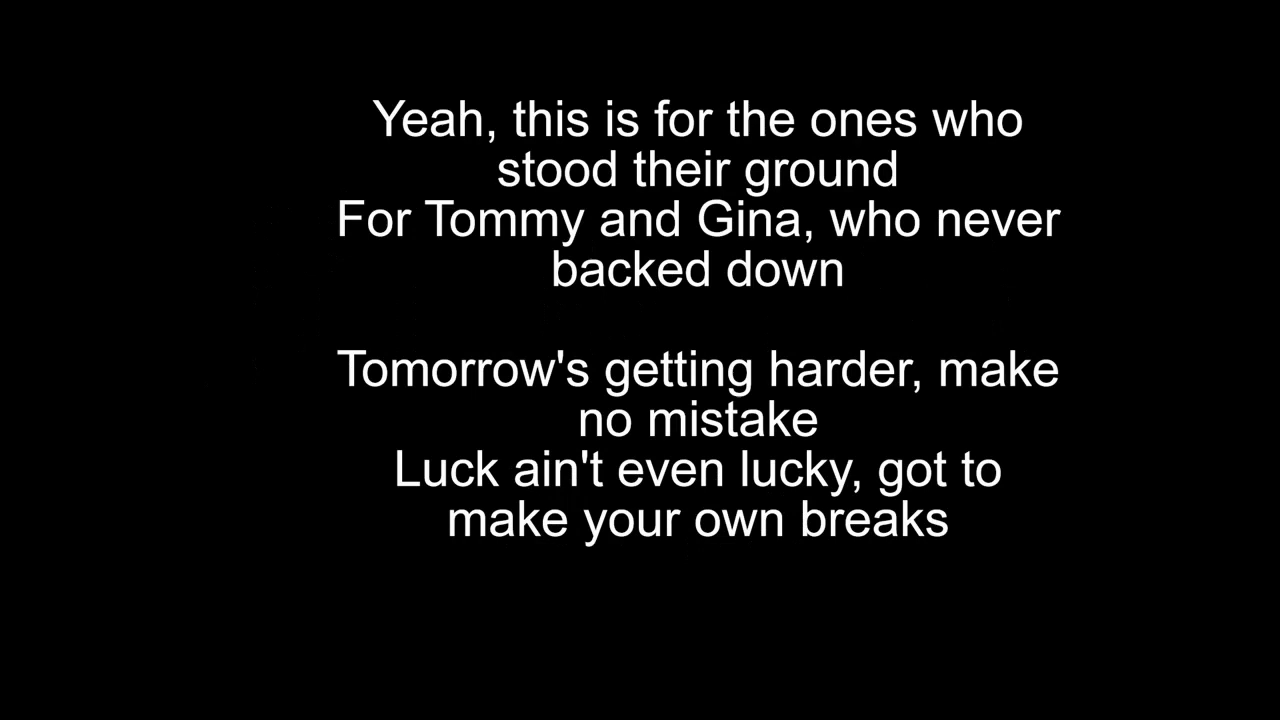 Yeah, this is for the ones who
stood their ground
For Tommy and Gina, who never
backed down
Tomorrow's getting harder, make
no mistake
Luck ain't even lucky, got to
make your own breaks